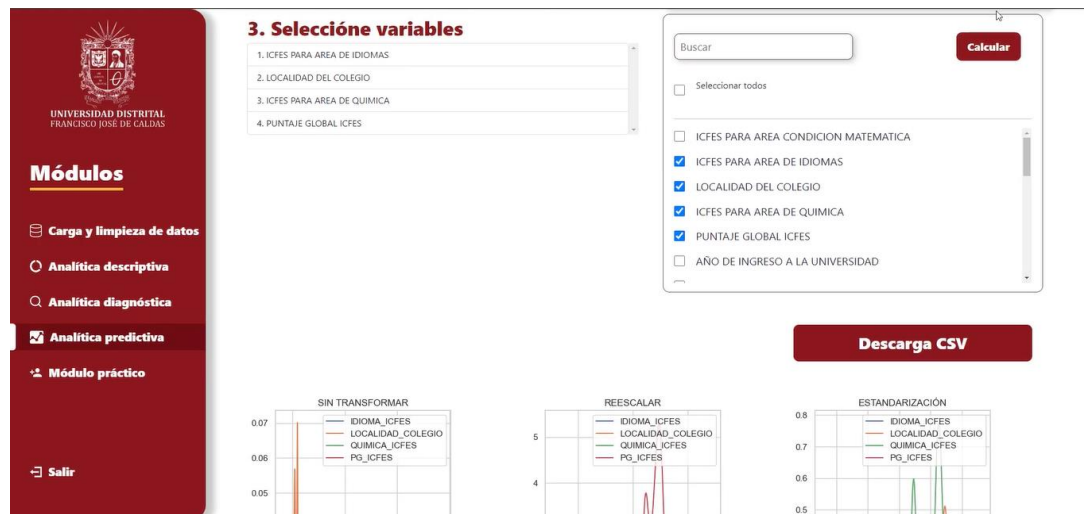 UNIVERSIDAD DISTRITAL
FRANCISCO JOSÉ DE CALDAS
Módulos
Carga y limpieza de datos
Analítica descriptiva
Analítica diagnóstica
Analítica predictiva
Módulo práctico
Salir
3. Seleccióne variables
1. ICFES PARA AREA DE IDIOMAS
2. LOCALIDAD DEL COLEGIO
3. ICFES PARA AREA DE QUIMICA
4. PUNTAJE GLOBAL ICFES
Buscar
Calcular
Seleccionar todos
ICFES PARA AREA CONDICION MATEMATICA
ICFES PARA AREA DE IDIOMAS
LOCALIDAD DEL COLEGIO
ICFES PARA AREA DE QUIMICA
PUNTAJE GLOBAL ICFES
AÑO DE INGRESO A LA UNIVERSIDAD
Descarga CSV
SIN TRANSFORMAR
0.07
0.06
0.05
IDIOMA_ICFES
LOCALIDAD_COLEGIO
QUIMICA_ICFES
PG_ICFES
REESCALAR
5
4
IDIOMA_ICFES
LOCALIDAD_COLEGIO
QUIMICA_ICFES
PG_ICFES
ESTANDARIZACIÓN
0.8
0.7
0.6
0.5
IDIOMA_ICFES
LOCALIDAD_COLEGIO
QUIMICA_ICFES
PG_ICFES